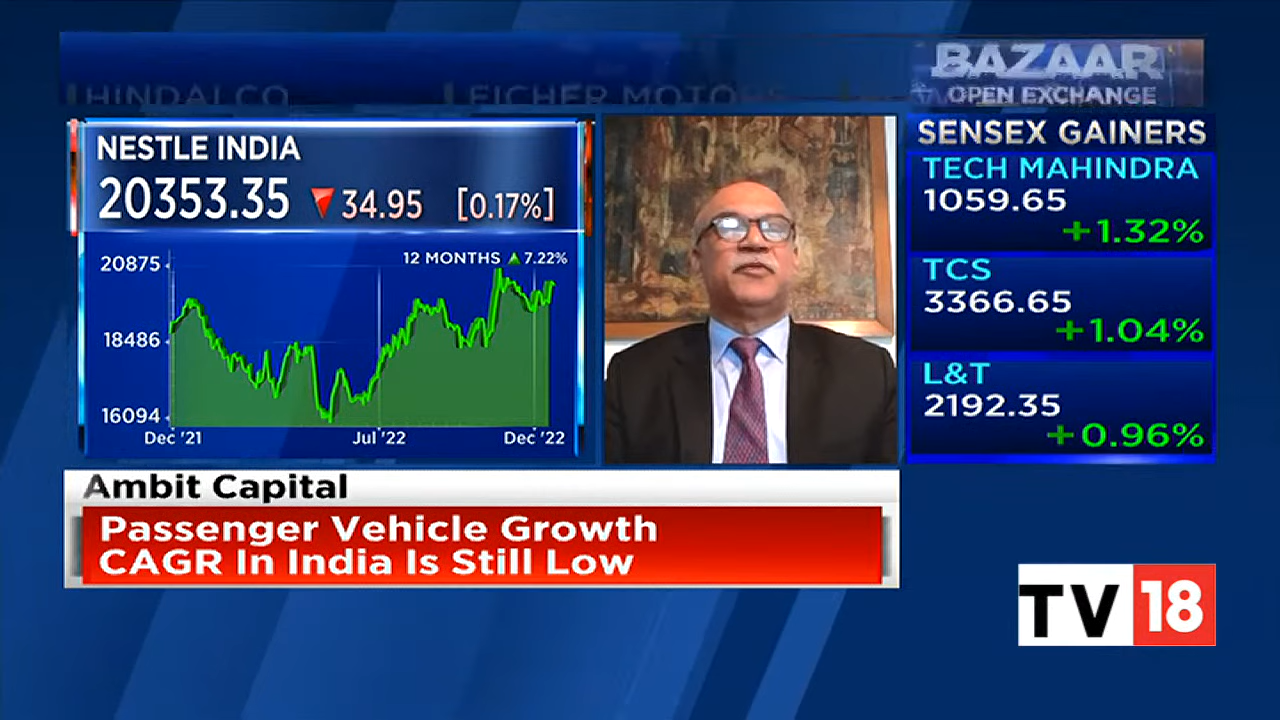 BAZAAR
OPEN EXCHANGE
HINDALCO
EICHER MOTORS
NESTLE INDIA
20353.35 ▼ 34.95 [0.17%]
12 MONTHS ▲ 7.22%
20875
18486
16094
Dec '21 Jul '22 Dec '22
SENSEX GAINERS
TECH MAHINDRA
1059.65
+1.32%
TCS
3366.65
+1.04%
L&T
2192.35
+0.96%
Ambit Capital
Passenger Vehicle Growth
CAGR In India Is Still Low
TV18